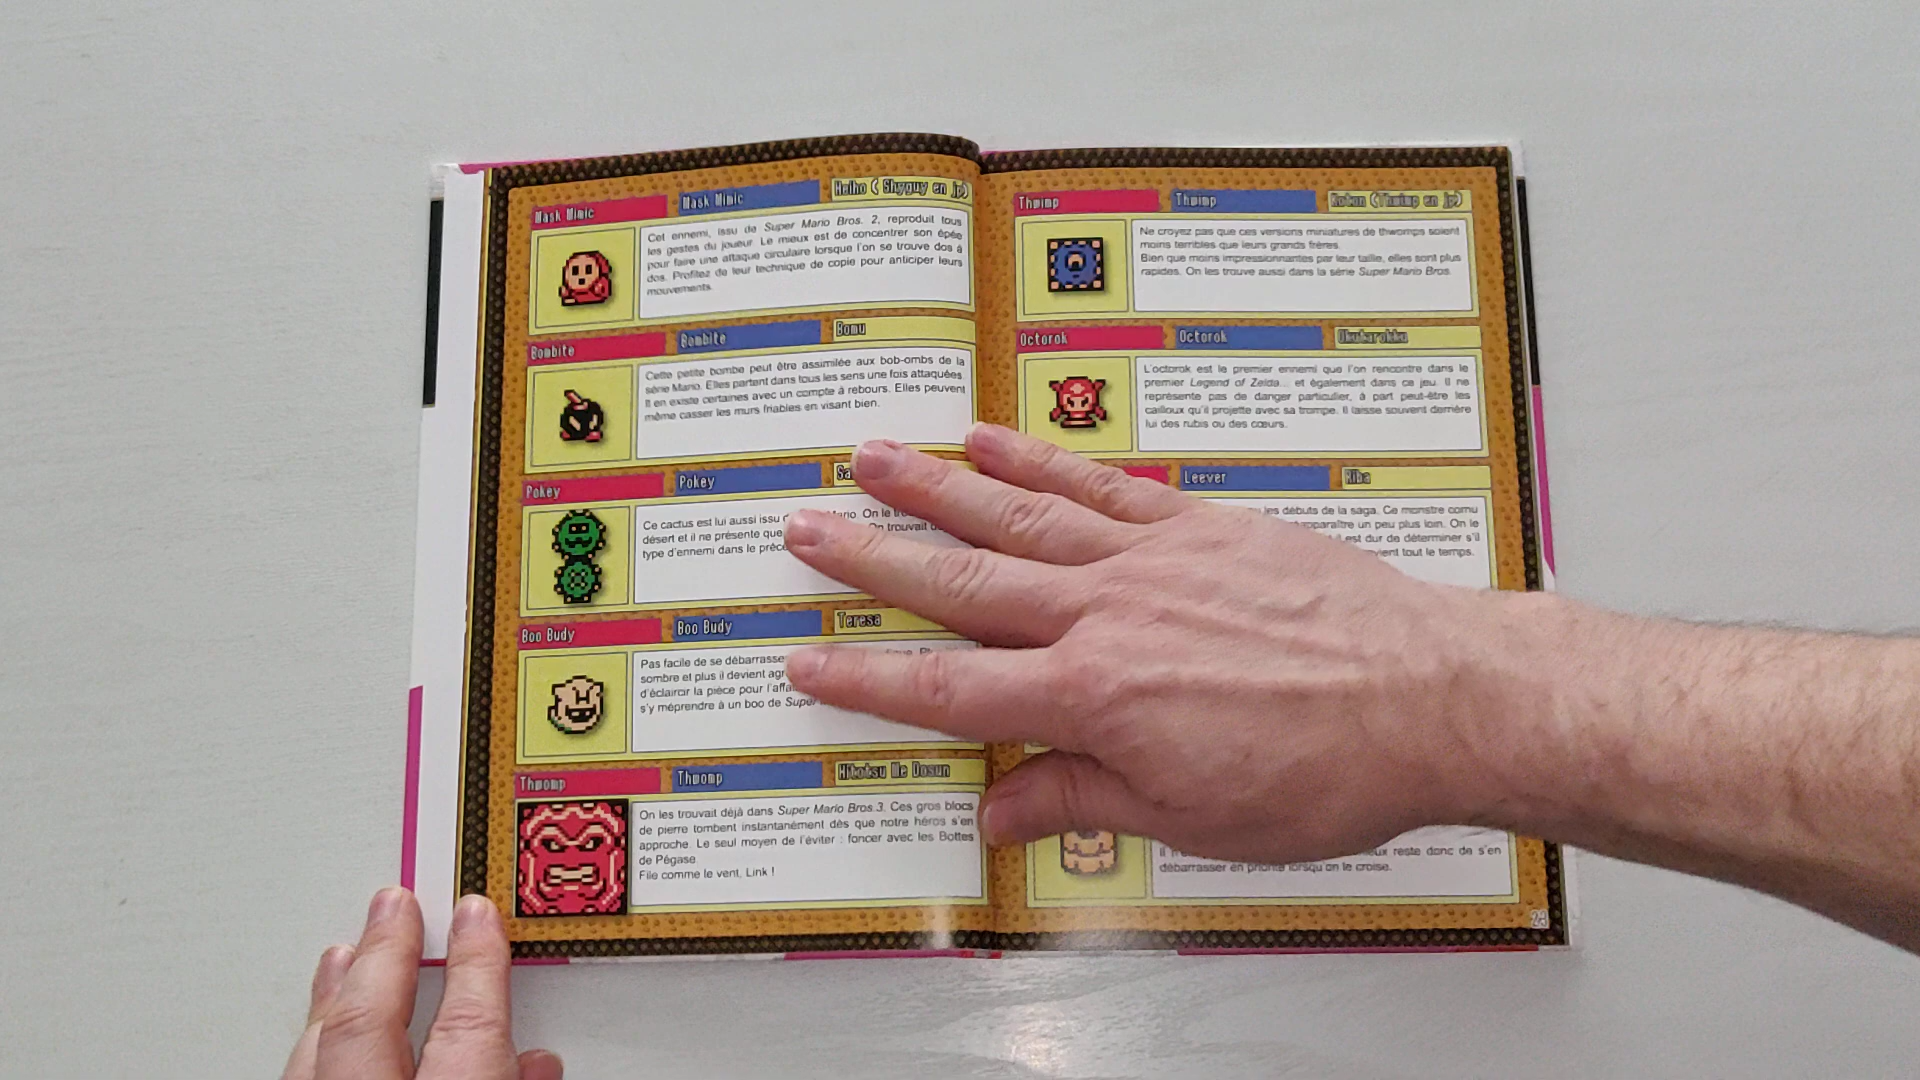 Mask Mimic
Mask Mimic
Heiho ( Shyguy en jp)
Cet ennemi, issu de Super Mario Bros. 2, reproduit tous
les gestes du joueur. Le mieux est de concentrer son épée
pour faire une attaque circulaire lorsque l'on se trouve dos à
dos. Profitez de leur technique de copie pour anticiper leurs
mouvements.
Bombite
Bombite
Bomu
Cette petite bombe peut être assimilée aux bob-ombs de la
série Mario. Elles partent dans tous les sens une fois attaquées.
Il en existe certaines avec un compte à rebours. Elles peuvent
même casser les murs friables en visant bien.
Pokey
Pokey
Ce cactus est lui aussi issu
On le
désert et il ne présente que
On trouvait
type d'ennemi dans le
Boo Budy
Boo Budy
Teresa
Pas facile de se
sombre et plus il devient
d'éclaircir la pièce pour
s'y méprendre à un boo de Super
Thwomp
Thwomp
Hitotsu Me Dosun
On les trouvait déjà dans Super Mario Bros.3. Ces gros blocs
de pierre tombent instantanément dès que notre héros s'en
approche. Le seul moyen de l'éviter : foncer avec les Bottes
de Pégase.
File comme le vent, Link !
Thwimp
Thwimp
Koton (Thwimp en jp)
Ne croyez pas que ces versions miniatures de thwomps soient
moins terribles que leurs grands frères.
Bien que moins impressionnantes par leur taille, elles sont plus
rapides. On les trouve aussi dans la série Super Mario Bros.
Octorok
Octorok
Okutarokku
L'octorok est le premier ennemi que l'on rencontre dans le
premier Legend of Zelda... et également dans ce jeu. Il ne
représente pas de danger particulier, à part peut-être les
cailloux qu'il projette avec sa trompe. Il laisse souvent derrière
lui des rubis ou des cœurs.
Leever
Riba
les débuts de la saga. Ce monstre cornu
apparaître un peu plus loin. On le
est dur de déterminer s'il
tout le temps.
reste donc de s'en
débarrasser en priorité lorsqu'on le croise.